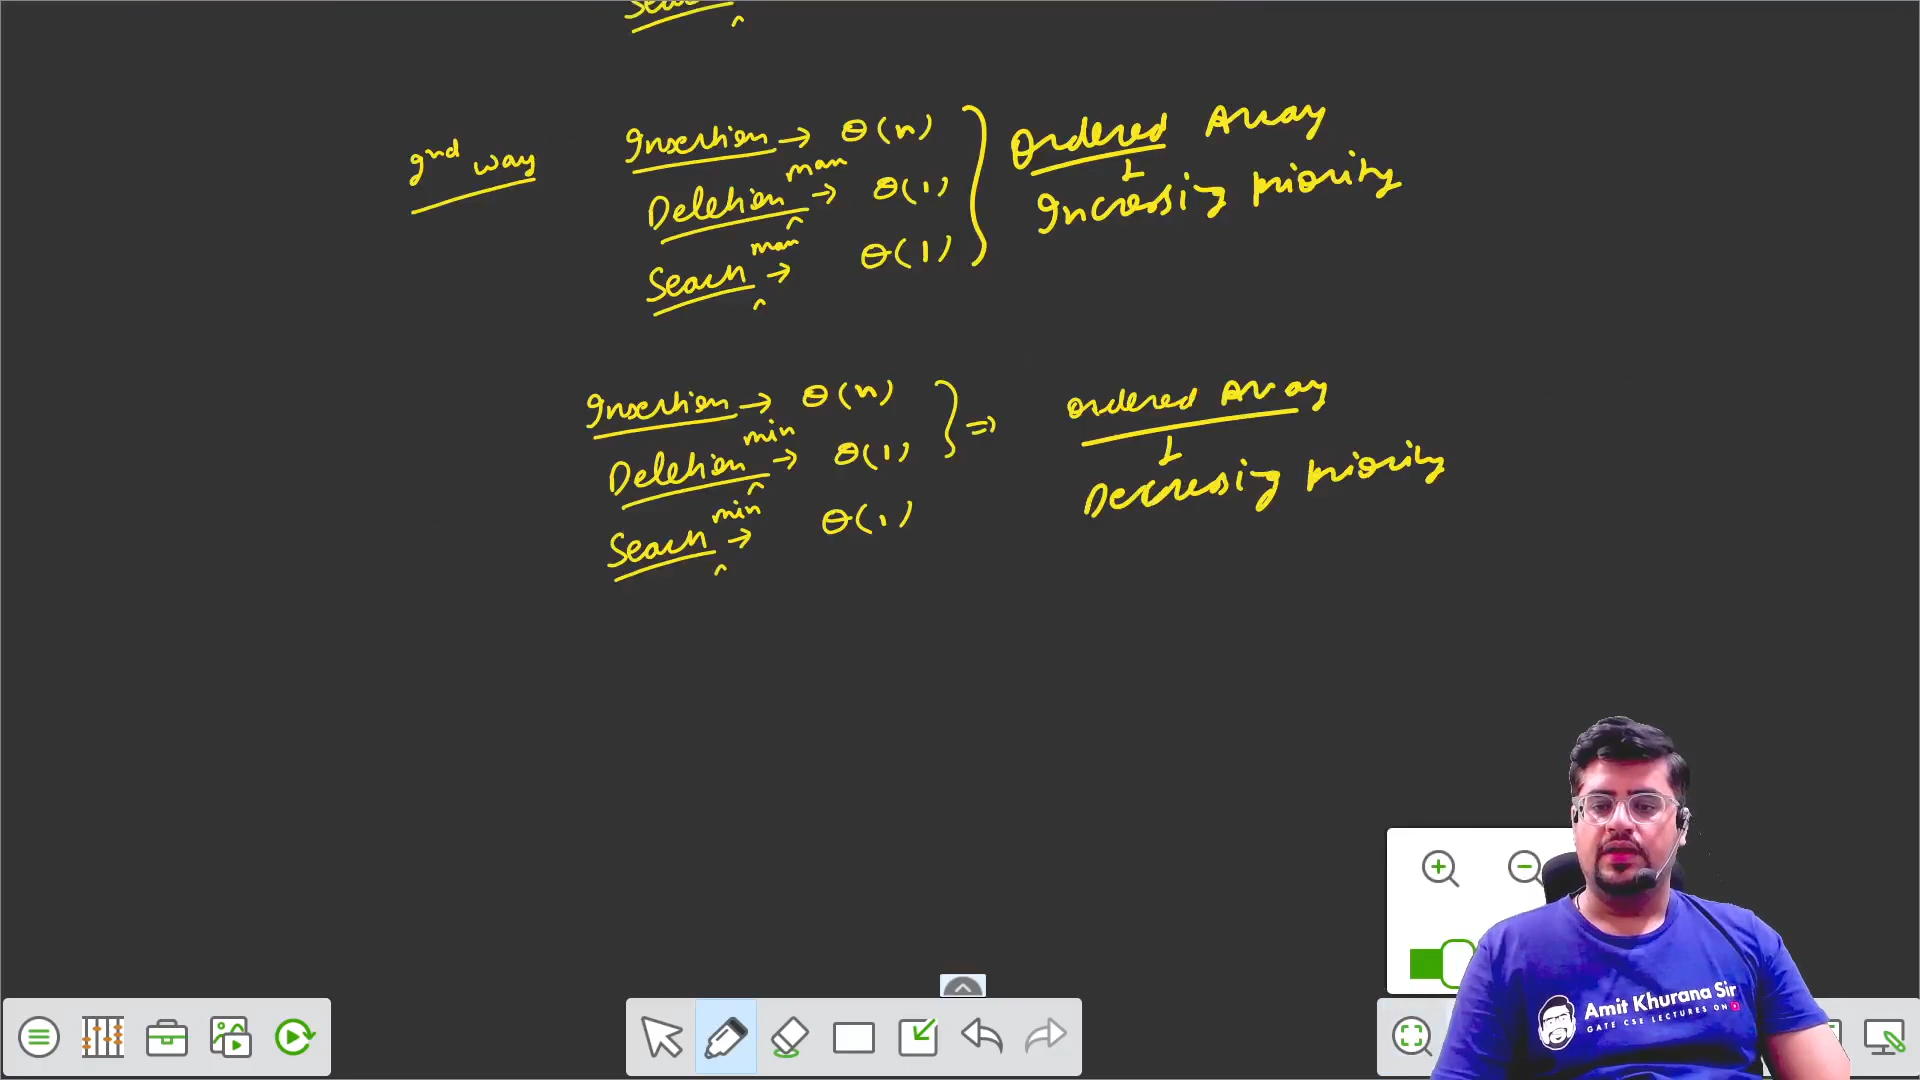 2nd way
Insertion → Θ(n)
Deletion max → Θ(1)
Search max → Θ(1)
Ordered Array
Increasing priority
Insertion → Θ(n)
Deletion min → Θ(1)
Search min → Θ(1)
⇒ Ordered Array
Decreasing priority
Amit Khurana Sir
GATE CSE LECTURES ON